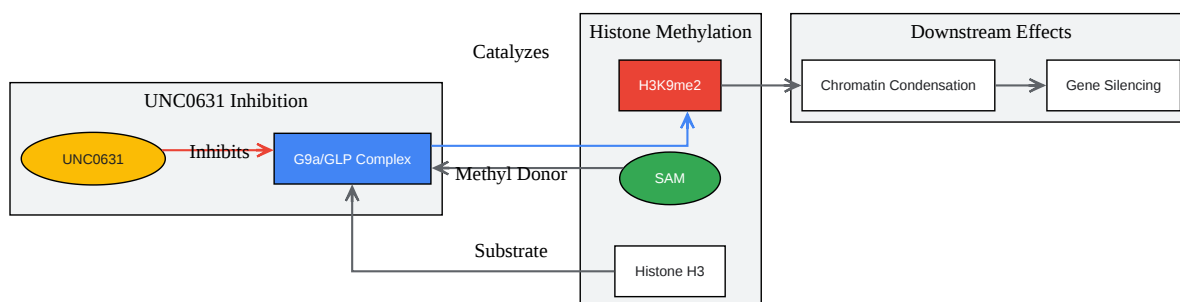 Histone Methylation
Downstream Effects
Catalyzes
H3K9me2
Chromatin Condensation
Gene Silencing
UNC0631 Inhibition
UNC0631
Inhibits
G9a/GLP Complex
Methyl Donor
SAM
Substrate
Histone H3